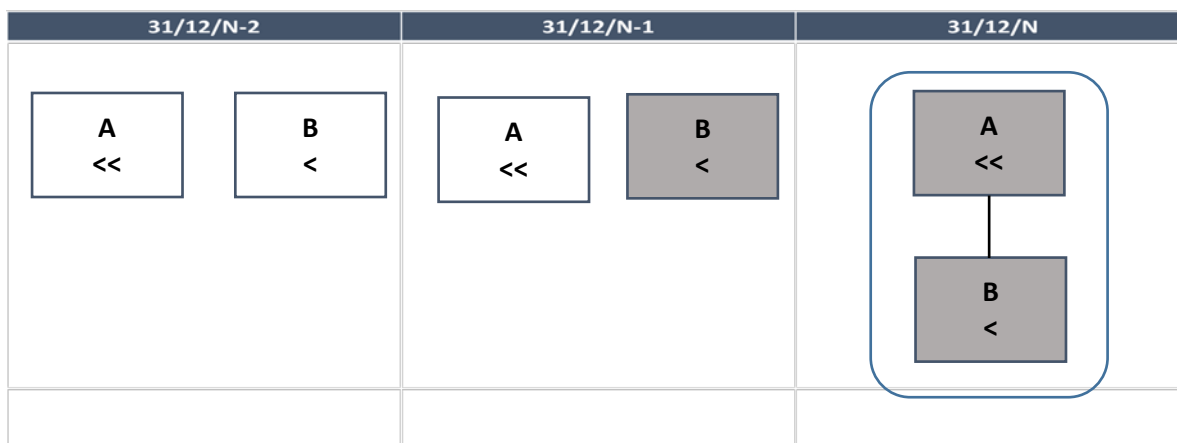 31/12/N-2 31/12/N-1 31/12/N
A B
<< <
A B
<< <
A
<<
B
<